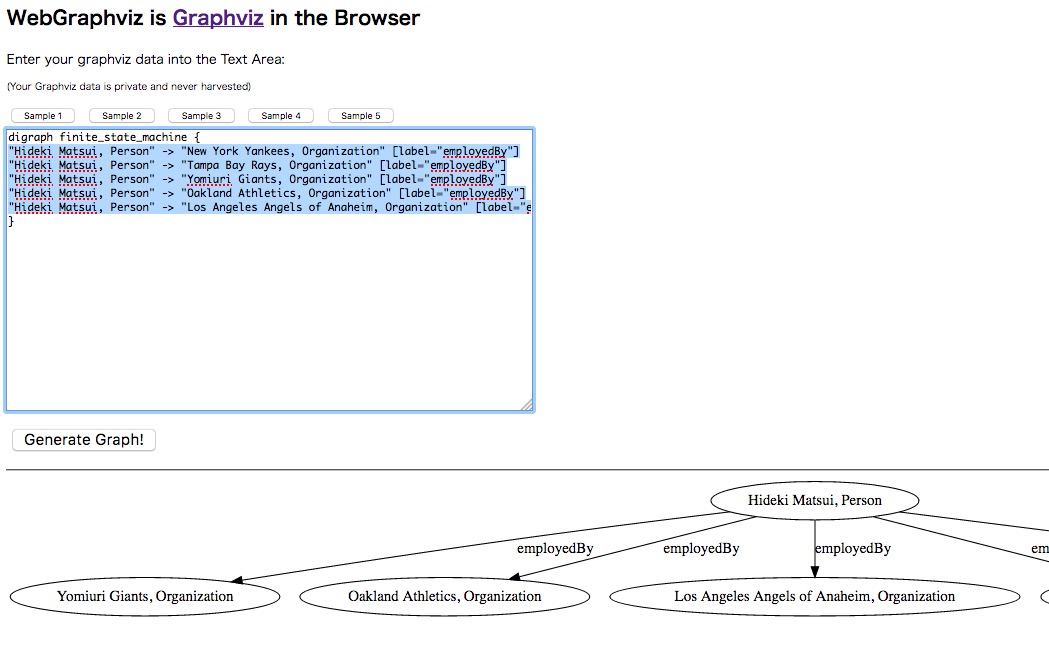 WebGraphviz is Graphviz in the Browser
Enter your graphviz data into the Text Area:
(Your Graphviz data is private and never harvested)
Sample 1 Sample 2 Sample 3 Sample 4 Sample 5
digraph finite_state_machine {
"Hideki Matsui, Person" -> "New York Yankees, Organization" [label="employedBy"]
"Hideki Matsui, Person" -> "Tampa Bay Rays, Organization" [label="employedBy"]
"Hideki Matsui, Person" -> "Yomiuri Giants, Organization" [label="employedBy"]
"Hideki Matsui, Person" -> "Oakland Athletics, Organization" [label="employedBy"]
"Hideki Matsui, Person" -> "Los Angeles Angels of Anaheim, Organization" [label="e
}
Generate Graph!
Hideki Matsui, Person
employedBy employedBy employedBy em
Yomiuri Giants, Organization Oakland Athletics, Organization Los Angeles Angels of Anaheim, Organization